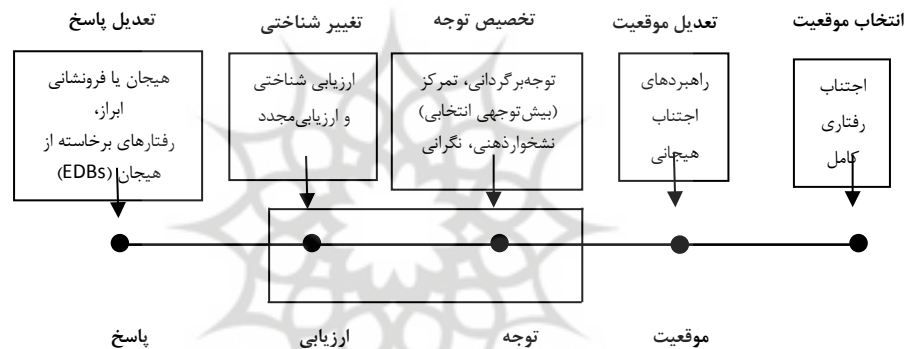 انتخاب موقعیت
تعدیل موقعیت
تخصیص توجه
تغییر شناختی
تعدیل پاسخ
اجتناب
رفتاری
کامل
راهبردهای
اجتناب
هیجانی
توجه‌برگردانی، تمرکز
(بیش‌توجهی انتخابی)
نشخوارذهنی، نگرانی
ارزیابی شناختی
و ارزیابی‌مجدد
هیجان یا فرونشانی
ابراز،
رفتارهای برخاسته از
هیجان (EDBs)
موقعیت
توجه
ارزیابی
پاسخ